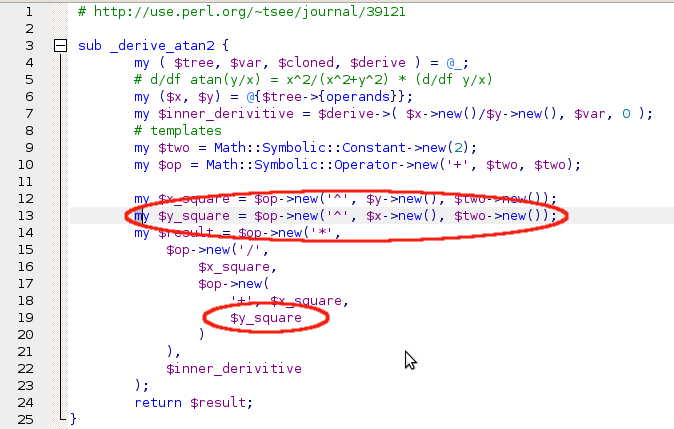 1 # http://use.perl.org/~tsee/journal/39121
2
3 sub _derive_atan2 {
4 my ( $tree, $var, $cloned, $derive ) = @_;
5 # d/df atan(y/x) = x^2/(x^2+y^2) * (d/df y/x)
6 my ($x, $y) = @{$tree->{operands}};
7 my $inner_derivitive = $derive->( $x->new()/$y->new(), $var, 0 );
8 # templates
9 my $two = Math::Symbolic::Constant->new(2);
10 my $op = Math::Symbolic::Operator->new('+', $two, $two);
11
12 my $x_square = $op->new('^', $y->new(), $two->new());
13 my $y_square = $op->new('^', $x->new(), $two->new());
14 my $result = $op->new('*',
15 $op->new('/',
16 $x_square,
17 $op->new(
18 '+', $x_square,
19 $y_square
20 )
21 ),
22 $inner_derivitive
23 );
24 return $result;
25 }